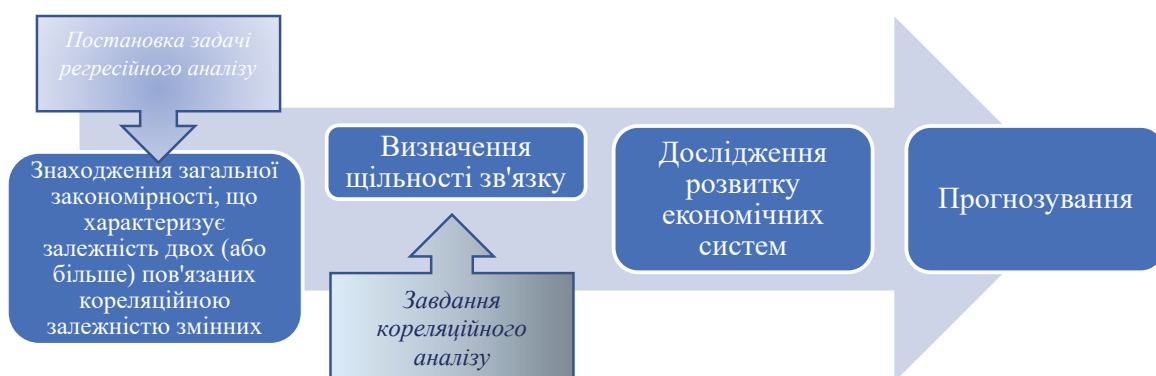 Постановка задачі
регресійного аналізу
Знаходження загальної
закономірності, що
характеризує
залежність двох (або
більше) пов'язаних
кореляційною
залежністю змінних
Визначення
щільності зв'язку
Завдання
кореляційного
аналізу
Дослідження
розвитку
економічних
систем
Прогнозування